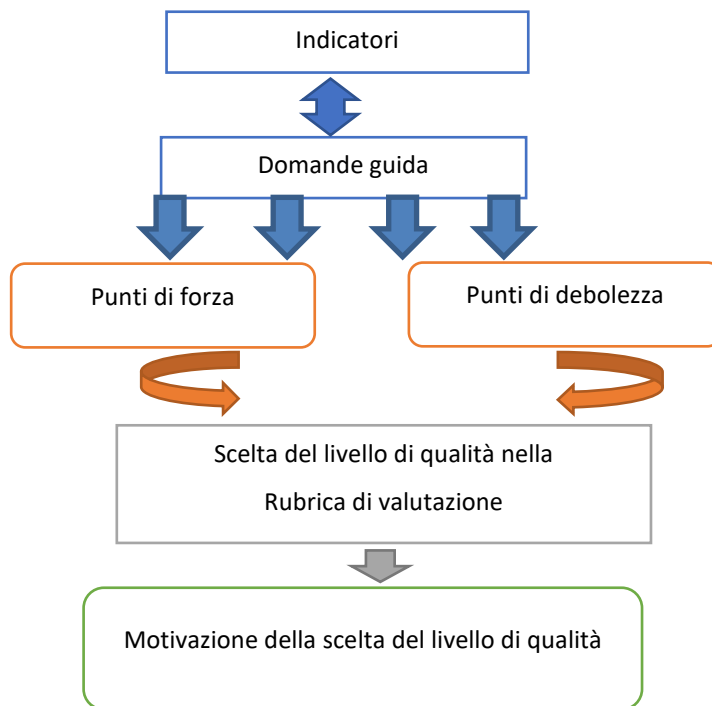 Indicatori
Domande guida
Punti di forza
Punti di debolezza
Scelta del livello di qualità nella
Rubrica di valutazione
Motivazione della scelta del livello di qualità